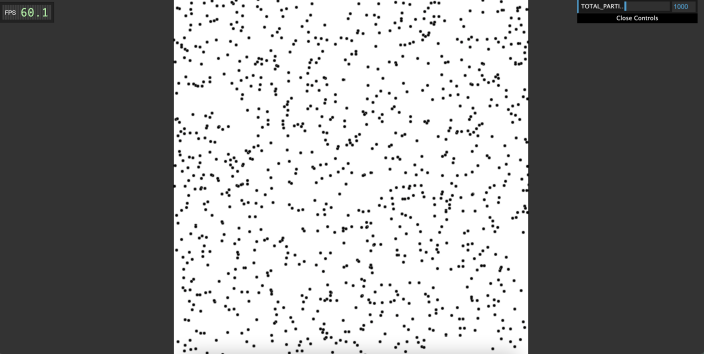 FPS 60.1
TOTAL_PARTI... 1000
Close Controls